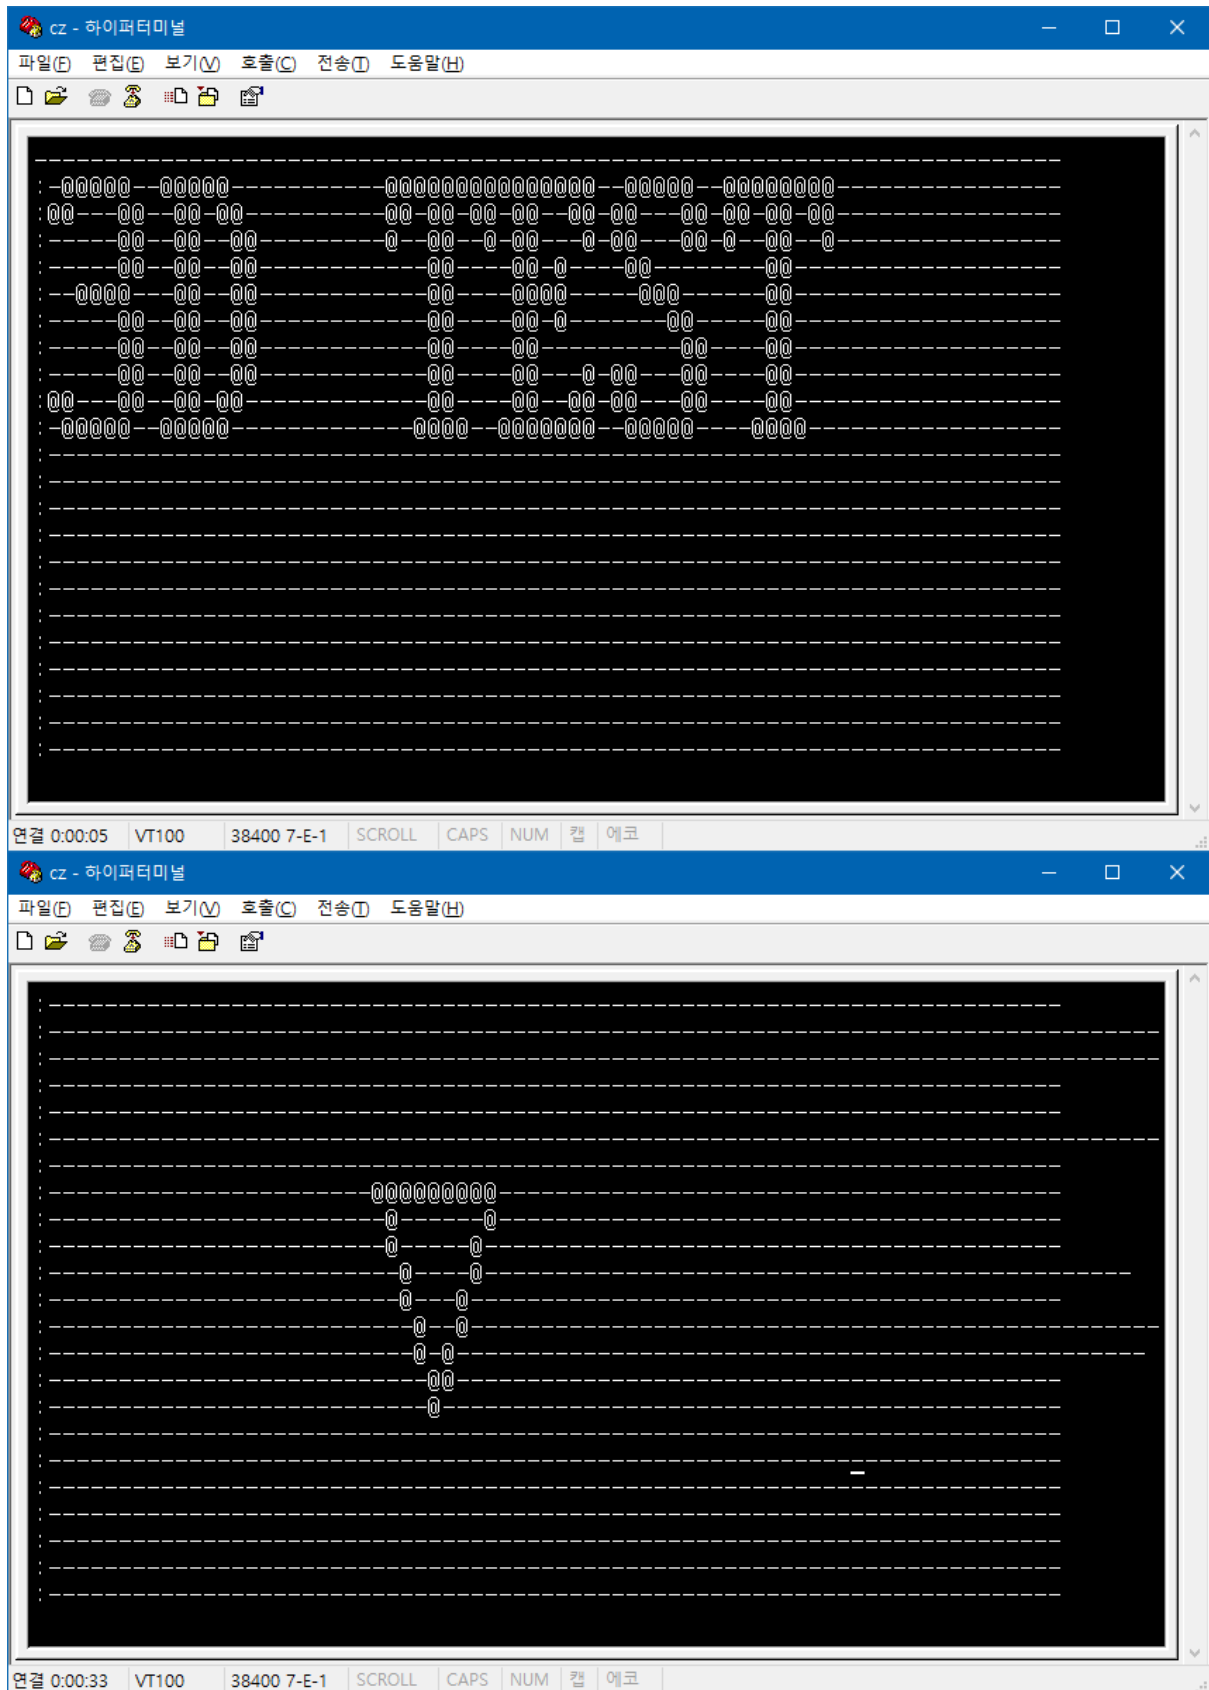 cz - 하이퍼터미널
파일(F) 편집(E) 보기(V) 호출(C) 전송(T) 도움말(H)
3D TEST
연결 0:00:05 VT100 38400 7-E-1 SCROLL CAPS NUM 캡 에코
cz - 하이퍼터미널
파일(F) 편집(E) 보기(V) 호출(C) 전송(T) 도움말(H)
연결 0:00:33 VT100 38400 7-E-1 SCROLL CAPS NUM 캡 에코